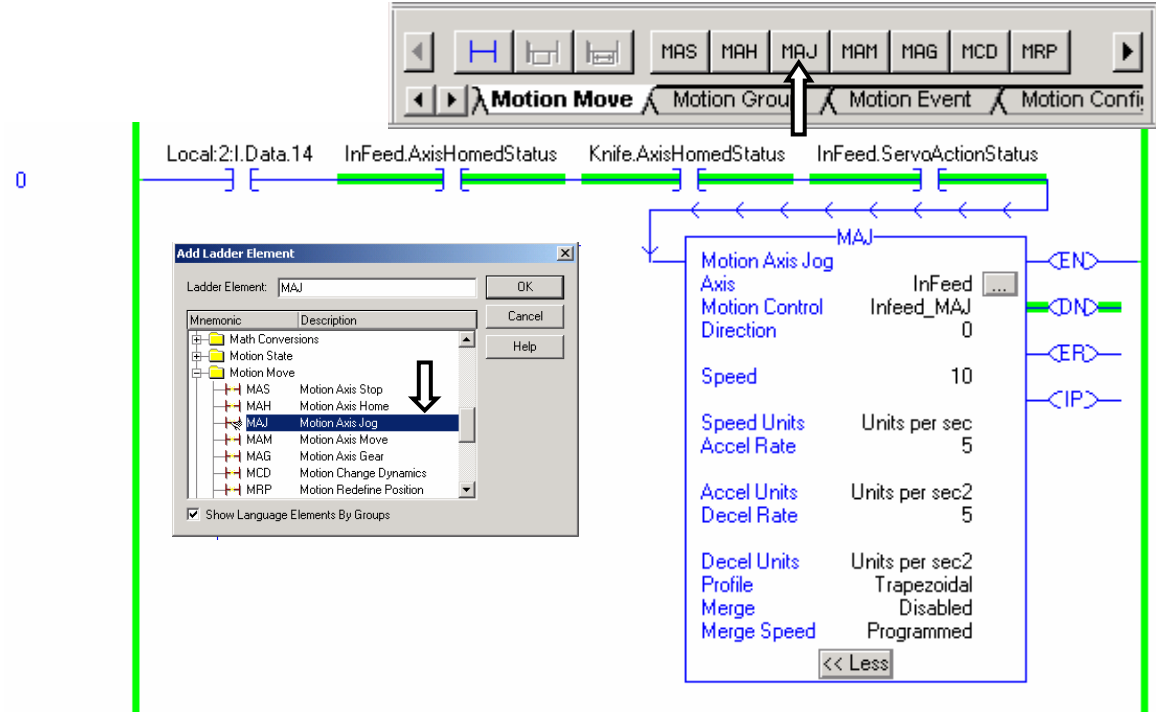 MAS MAH MAJ MAM MAG MCD MRP
Motion Move Motion Grou Motion Event Motion Config
Local:2:I.Data.14 InFeed.AxisHomedStatus Knife.AxisHomedStatus InFeed.ServoActionStatus
0
Add Ladder Element
Ladder Element: MAJ OK
Cancel
Help
Mnemonic Description
Math Conversions
Motion State
Motion Move
MAS Motion Axis Stop
MAH Motion Axis Home
MAJ Motion Axis Jog
MAM Motion Axis Move
MAG Motion Axis Gear
MCD Motion Change Dynamics
MRP Motion Redefine Position
Show Language Elements By Groups
MAJ
Motion Axis Jog EN
Axis InFeed ...
Motion Control Infeed_MAJ DN
Direction 0
ER
Speed 10
IP
Speed Units Units per sec
Accel Rate 5
Accel Units Units per sec2
Decel Rate 5
Decel Units Units per sec2
Profile Trapezoidal
Merge Disabled
Merge Speed Programmed
<< Less